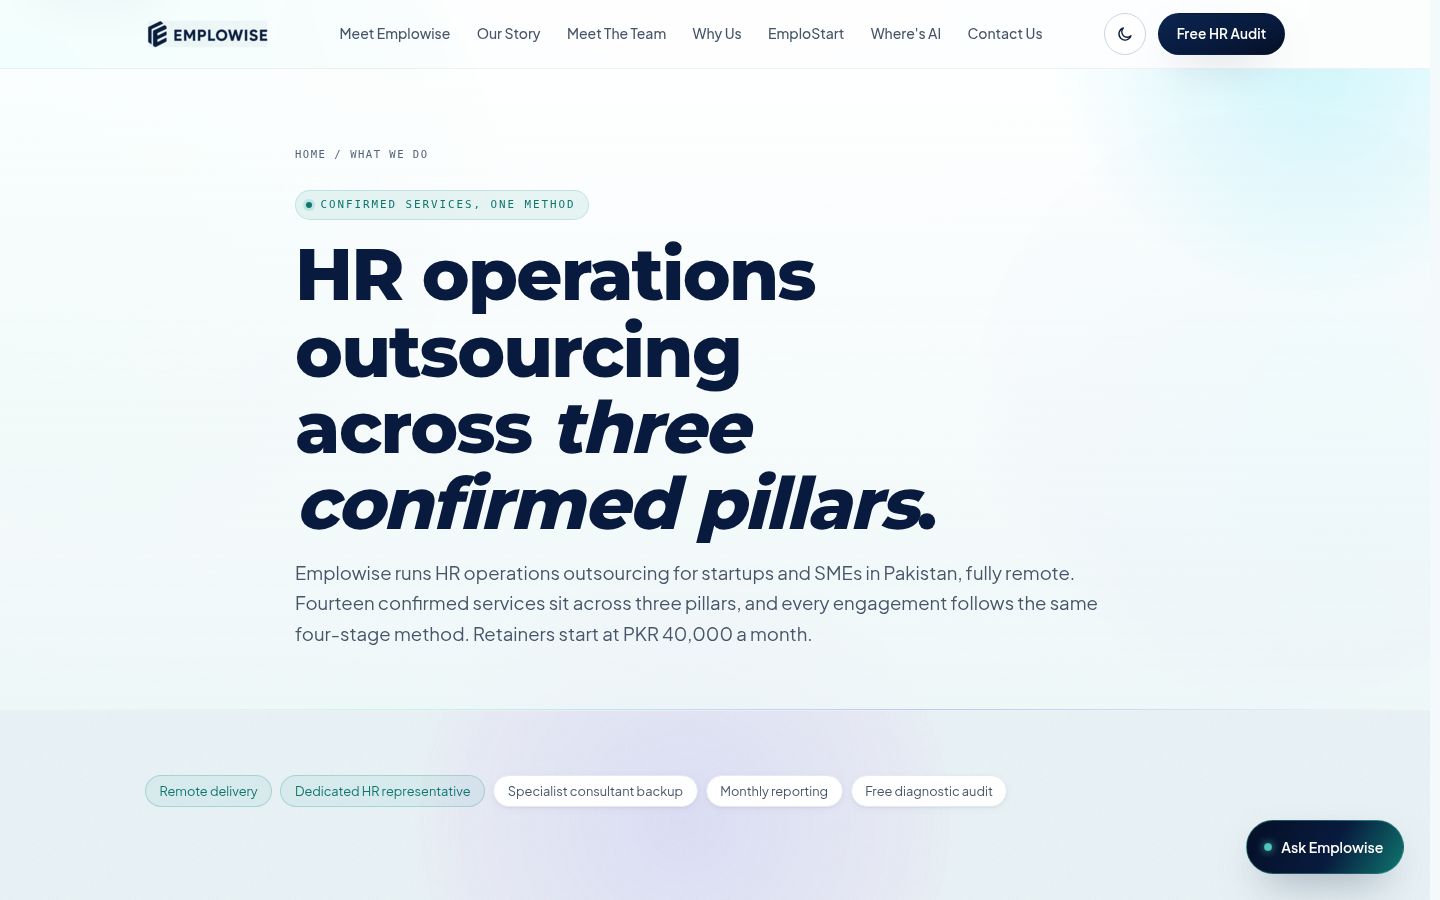 EMPLOWISE
Meet Emplowise
Our Story
Meet The Team
Why Us
EmploStart
Where's AI
Contact Us
Free HR Audit
HOME / WHAT WE DO
CONFIRMED SERVICES, ONE METHOD
HR operations
outsourcing
across three
confirmed pillars.
Emplowise runs HR operations outsourcing for startups and SMEs in Pakistan, fully remote.
Fourteen confirmed services sit across three pillars, and every engagement follows the same
four-stage method. Retainers start at PKR 40,000 a month.
Remote delivery
Dedicated HR representative
Specialist consultant backup
Monthly reporting
Free diagnostic audit
Ask Emplowise